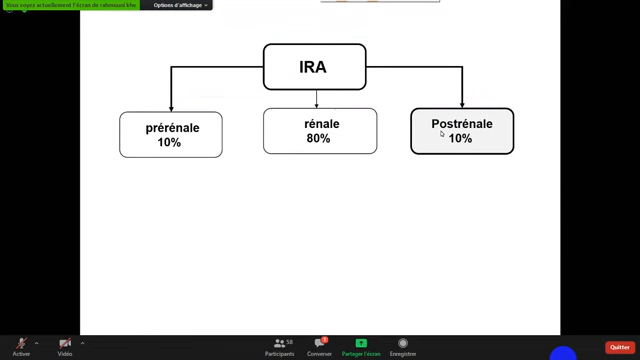 Vous voyez actuellement l'écran de rahmouni.khe
Options d'affichage
IRA
prérénale
10%
rénale
80%
Postrénale
10%
Activer
Vidéo
58
Participants
Converser
Partager l'écran
Enregistrer
Quitter